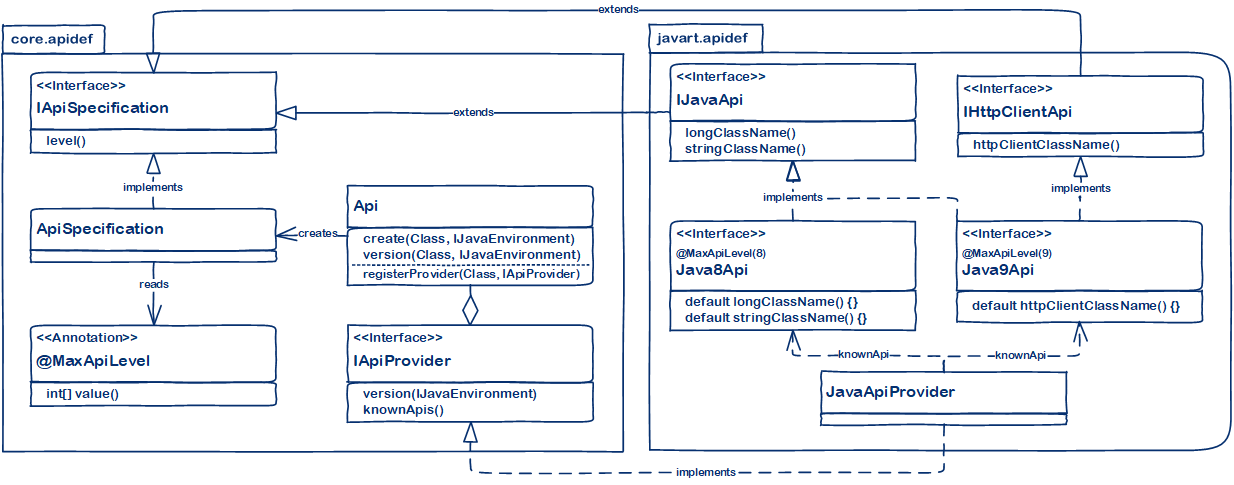 extends
core.apidef
<<Interface>>
IApiSpecification
level()
implements
ApiSpecification
reads
<<Annotation>>
@MaxApiLevel
int[] value()
creates
Api
create(Class, IJavaEnvironment)
version(Class, IJavaEnvironment)
registerProvider(Class, IApiProvider)
<<Interface>>
IApiProvider
version(IJavaEnvironment)
knownApis()
extends
javart.apidef
<<Interface>>
IJavaApi
longClassName()
stringClassName()
<<Interface>>
IHttpClientApi
httpClientClassName()
implements
implements
<<Interface>>
@MaxApiLevel(8)
Java8Api
default longClassName() {}
default stringClassName() {}
<<Interface>>
@MaxApiLevel(9)
Java9Api
default httpClientClassName() {}
knownApi
knownApi
JavaApiProvider
implements